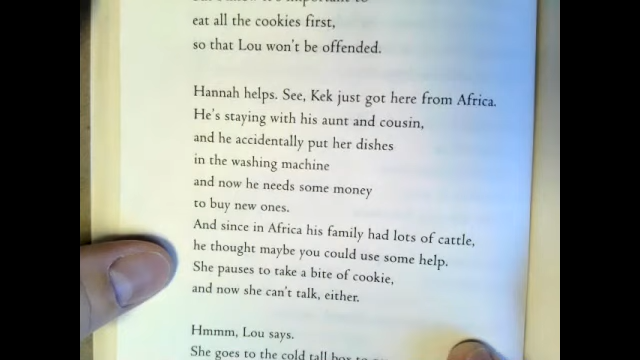 eat all the cookies first,
so that Lou won't be offended.
Hannah helps. See, Kek just got here from Africa.
He's staying with his aunt and cousin,
and he accidentally put her dishes
in the washing machine
and now he needs some money
to buy new ones.
And since in Africa his family had lots of cattle,
he thought maybe you could use some help.
She pauses to take a bite of cookie,
and now she can't talk, either.
Hmmm, Lou says.
She goes to the cold tall box to